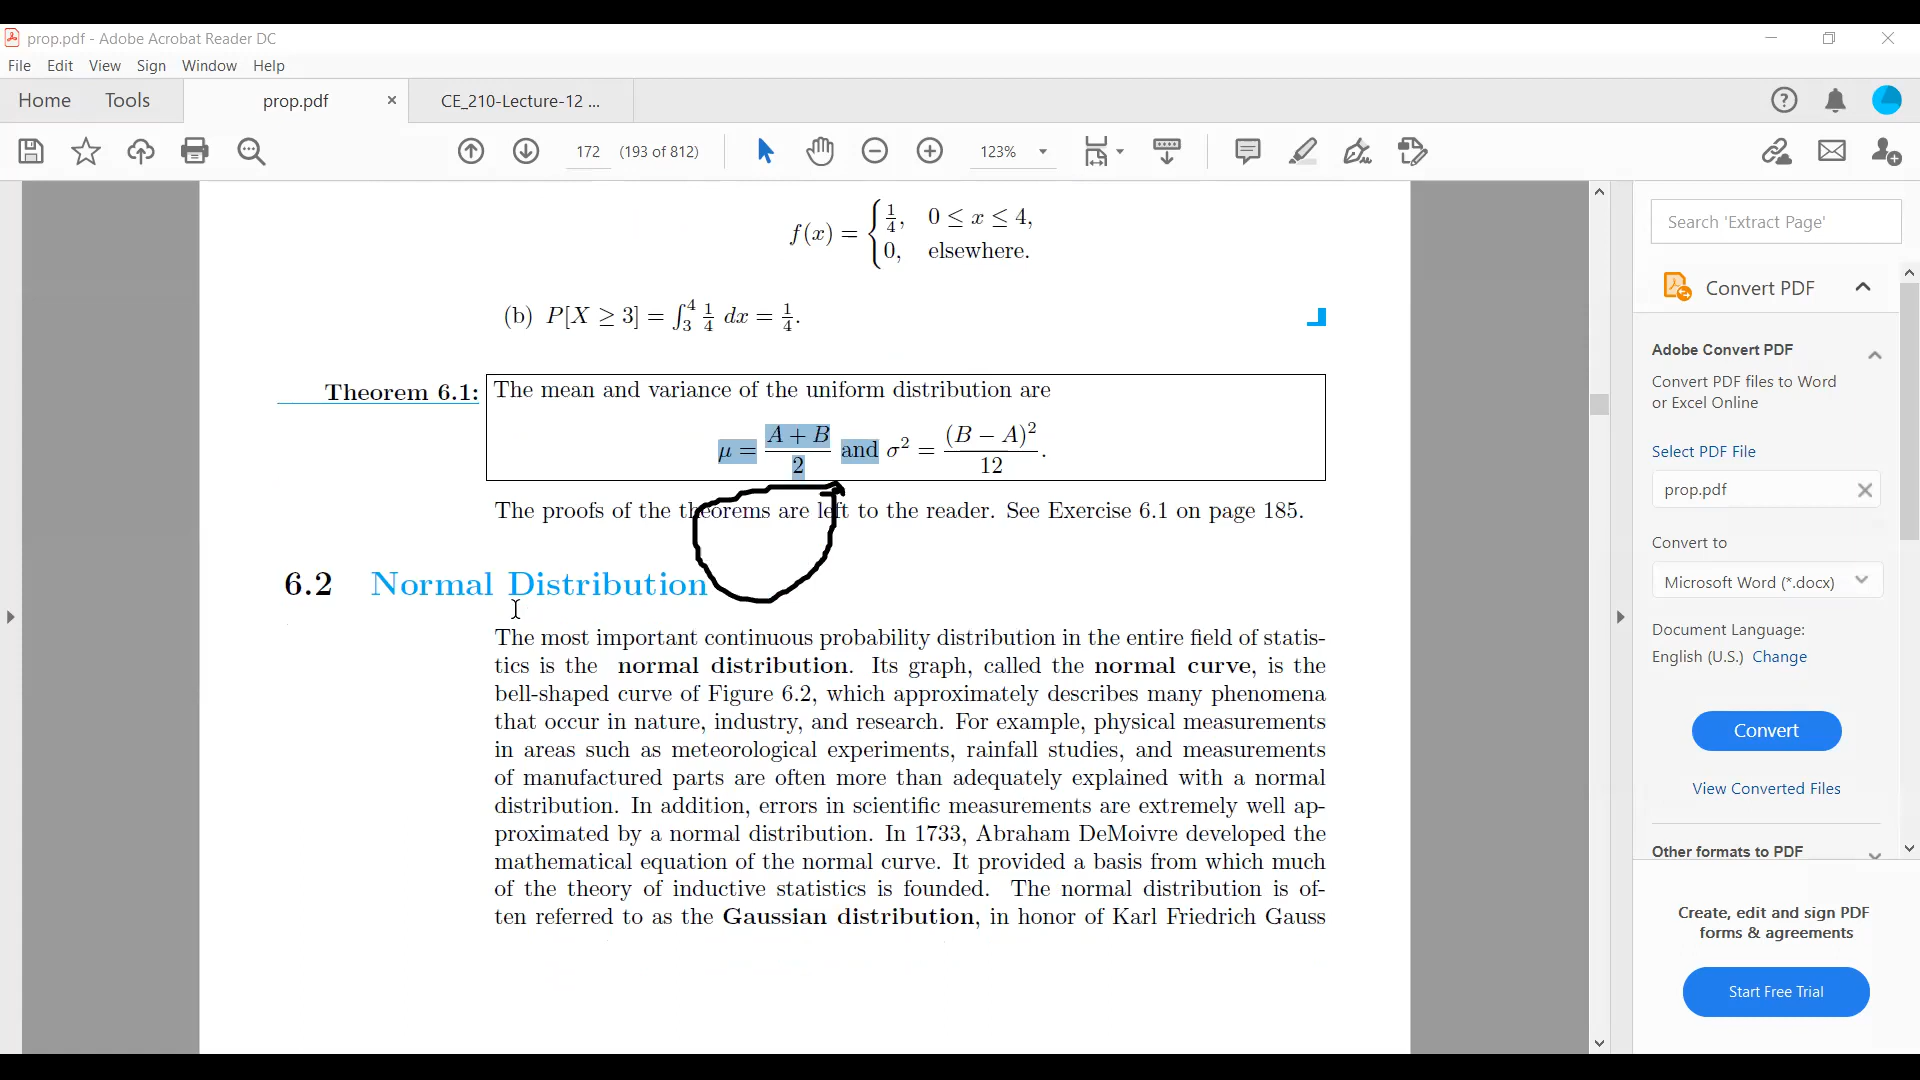 prop.pdf - Adobe Acrobat Reader DC
File Edit View Sign Window Help
Home Tools prop.pdf × CE_210-Lecture-12 ...
172 (193 of 812) 123%
f(x) = { 1/4, 0 ≤ x ≤ 4,
0, elsewhere.
(b) P[X ≥ 3] = ∫₃⁴ 1/4 dx = 1/4.
Theorem 6.1: The mean and variance of the uniform distribution are
μ = (A + B)/2 and σ² = (B − A)²/12.
The proofs of the theorems are left to the reader. See Exercise 6.1 on page 185.
6.2 Normal Distribution
The most important continuous probability distribution in the entire field of statis-
tics is the normal distribution. Its graph, called the normal curve, is the
bell-shaped curve of Figure 6.2, which approximately describes many phenomena
that occur in nature, industry, and research. For example, physical measurements
in areas such as meteorological experiments, rainfall studies, and measurements
of manufactured parts are often more than adequately explained with a normal
distribution. In addition, errors in scientific measurements are extremely well ap-
proximated by a normal distribution. In 1733, Abraham DeMoivre developed the
mathematical equation of the normal curve. It provided a basis from which much
of the theory of inductive statistics is founded. The normal distribution is of-
ten referred to as the Gaussian distribution, in honor of Karl Friedrich Gauss
Search 'Extract Page'
Convert PDF
Adobe Convert PDF
Convert PDF files to Word
or Excel Online
Select PDF File
prop.pdf
Convert to
Microsoft Word (*.docx)
Document Language:
English (U.S.) Change
Convert
View Converted Files
Other formats to PDF
Create, edit and sign PDF
forms & agreements
Start Free Trial